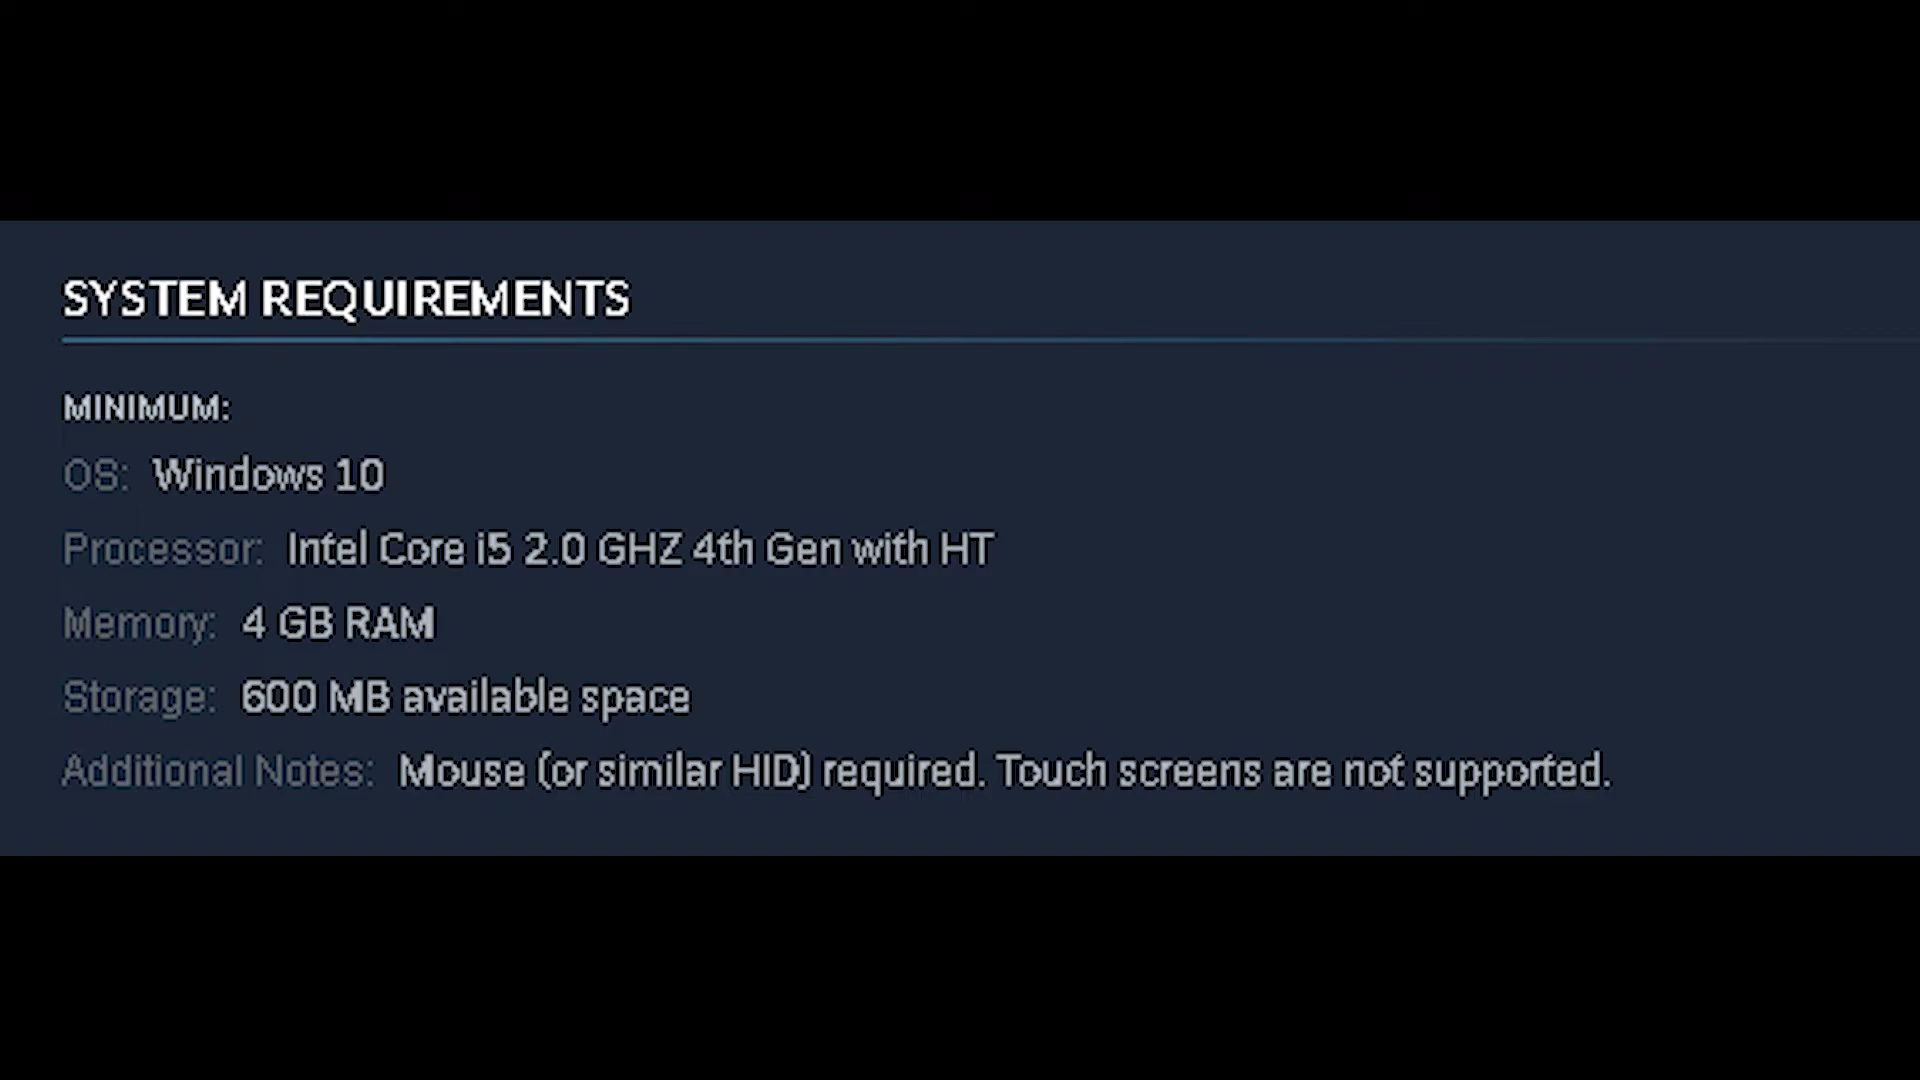 SYSTEM REQUIREMENTS
MINIMUM:
OS: Windows 10
Processor: Intel Core i5 2.0 GHZ 4th Gen with HT
Memory: 4 GB RAM
Storage: 600 MB available space
Additional Notes: Mouse (or similar HID) required. Touch screens are not supported.